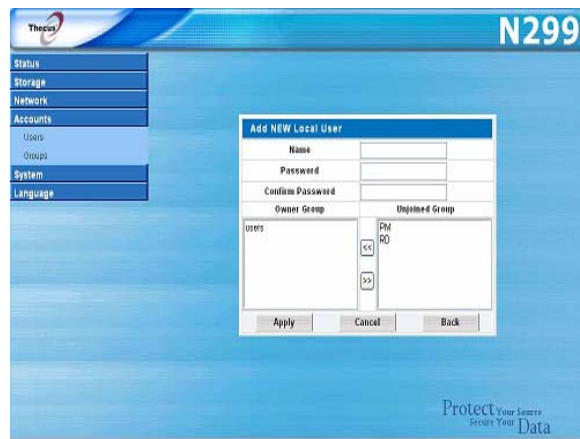 Thecus
N299
Status
Storage
Network
Accounts
Users
Groups
System
Language
Add NEW Local User
Name
Password
Confirm Password
Owner Group Unjoined Group
users
PM
RD
<<
>>
Apply Cancel Back
Protect Your Source
Secure Your Data